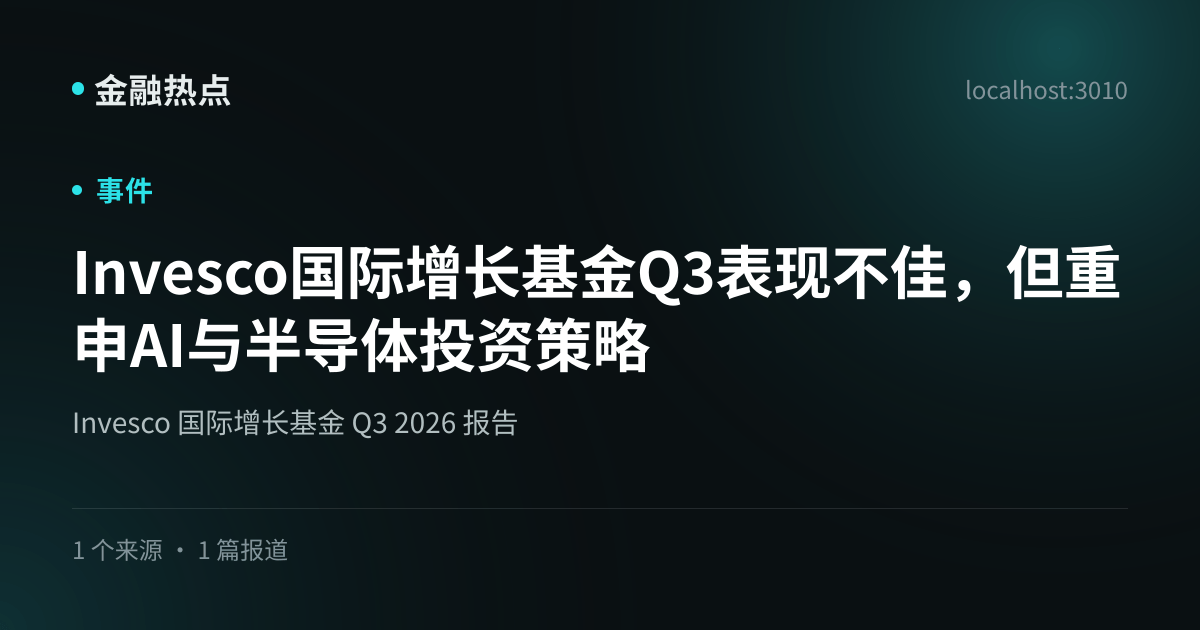 金融热点
localhost:3010
事件
Invesco国际增长基金Q3表现不佳，但重
申AI与半导体投资策略
Invesco 国际增长基金 Q3 2026 报告
1 个来源 · 1 篇报道